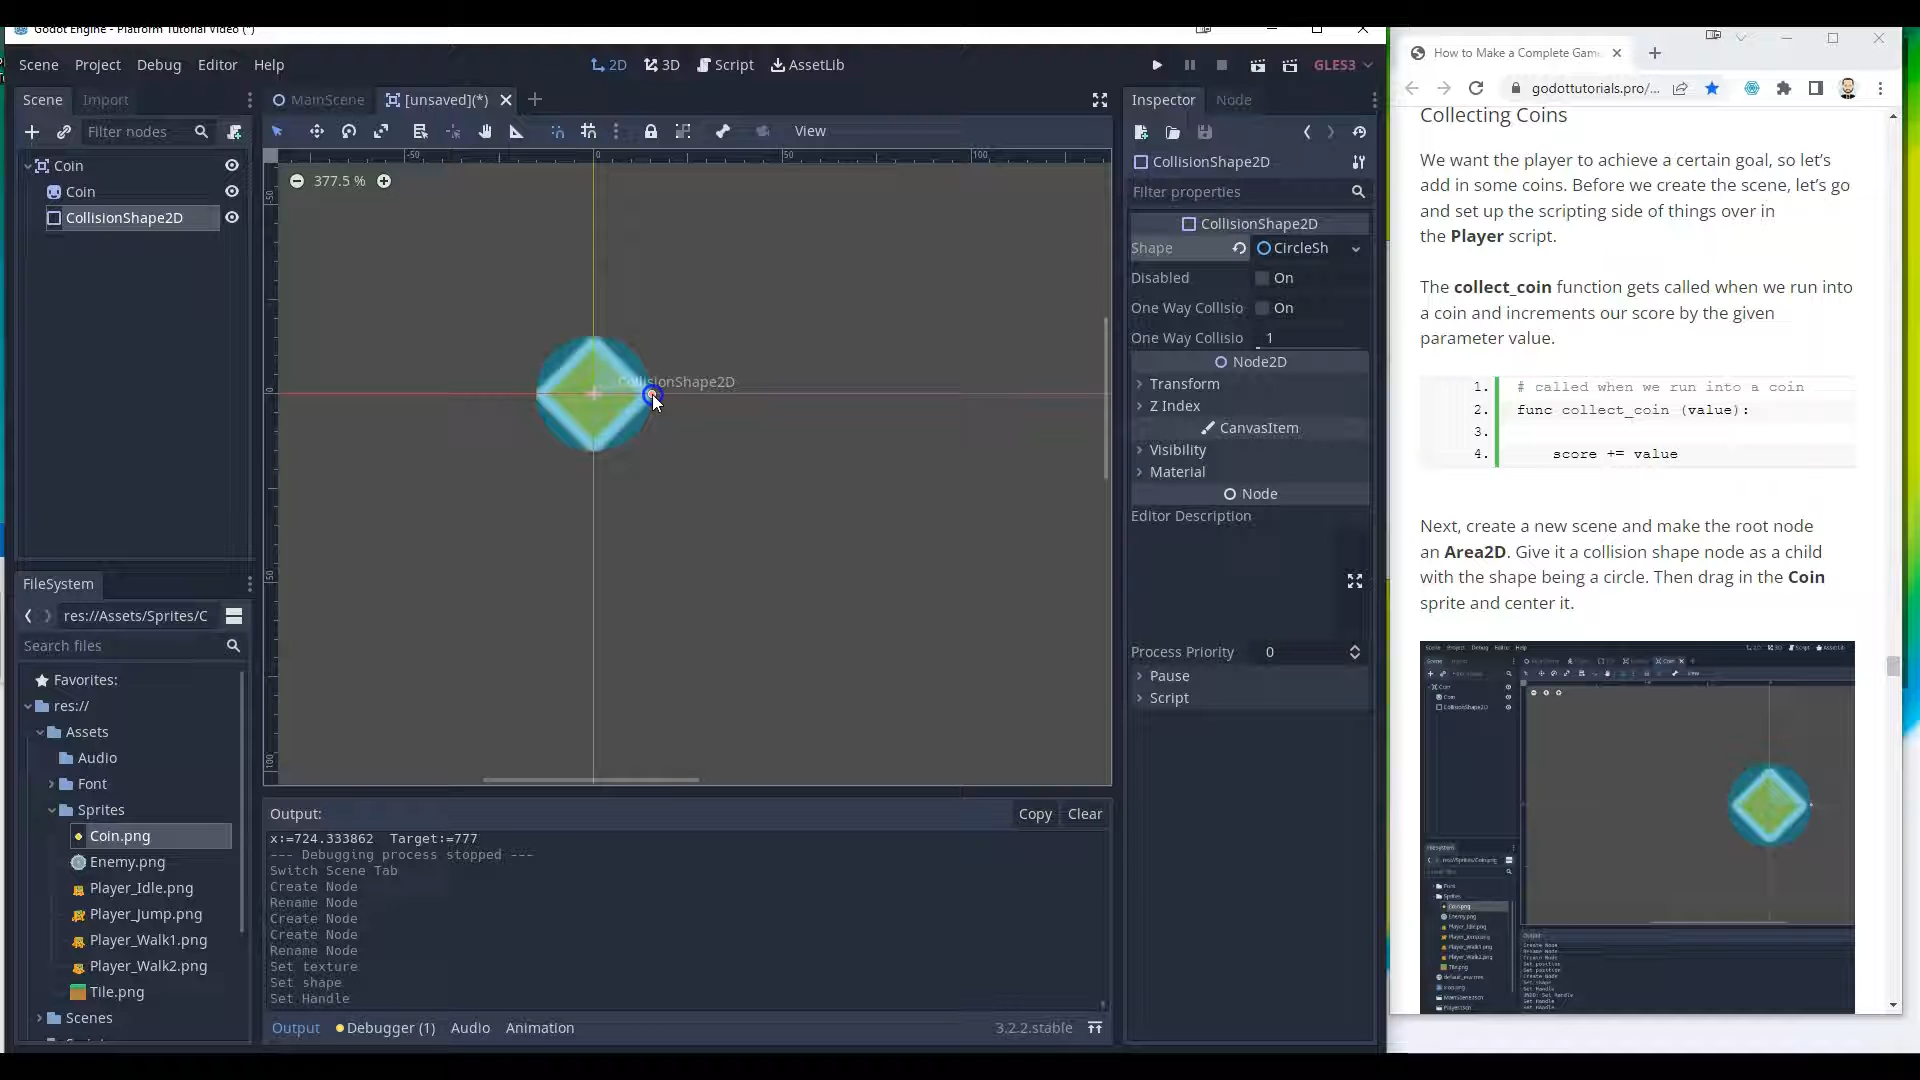 Godot Engine - Platform Tutorial Video (*)
Scene Project Debug Editor Help
2D 3D Script AssetLib
GLES3
Scene Import
MainScene [unsaved](*)
Inspector Node
Filter nodes
View
CollisionShape2D
Filter properties
Coin
Coin
CollisionShape2D
-50 0 50 100
377.5 %
CollisionShape2D
CollisionShape2D
Shape CircleSh
Disabled On
One Way Collisio On
One Way Collisio 1
Node2D
Transform
Z Index
CanvasItem
Visibility
Material
Node
Editor Description
Process Priority 0
Pause
Script
FileSystem
res://Assets/Sprites/C
Search files
Favorites:
res://
Assets
Audio
Font
Sprites
Coin.png
Enemy.png
Player_Idle.png
Player_Jump.png
Player_Walk1.png
Player_Walk2.png
Tile.png
Scenes
Output: Copy Clear
x:=724.333862 Target:=777
--- Debugging process stopped ---
Switch Scene Tab
Create Node
Rename Node
Create Node
Create Node
Rename Node
Set texture
Set shape
Set Handle
Output Debugger (1) Audio Animation 3.2.2.stable
How to Make a Complete Gam
godottutorials.pro/...
Collecting Coins
We want the player to achieve a certain goal, so let's
add in some coins. Before we create the scene, let's go
and set up the scripting side of things over in
the Player script.
The collect_coin function gets called when we run into
a coin and increments our score by the given
parameter value.
1. # called when we run into a coin
2. func collect_coin (value):
3.
4. score += value
Next, create a new scene and make the root node
an Area2D. Give it a collision shape node as a child
with the shape being a circle. Then drag in the Coin
sprite and center it.